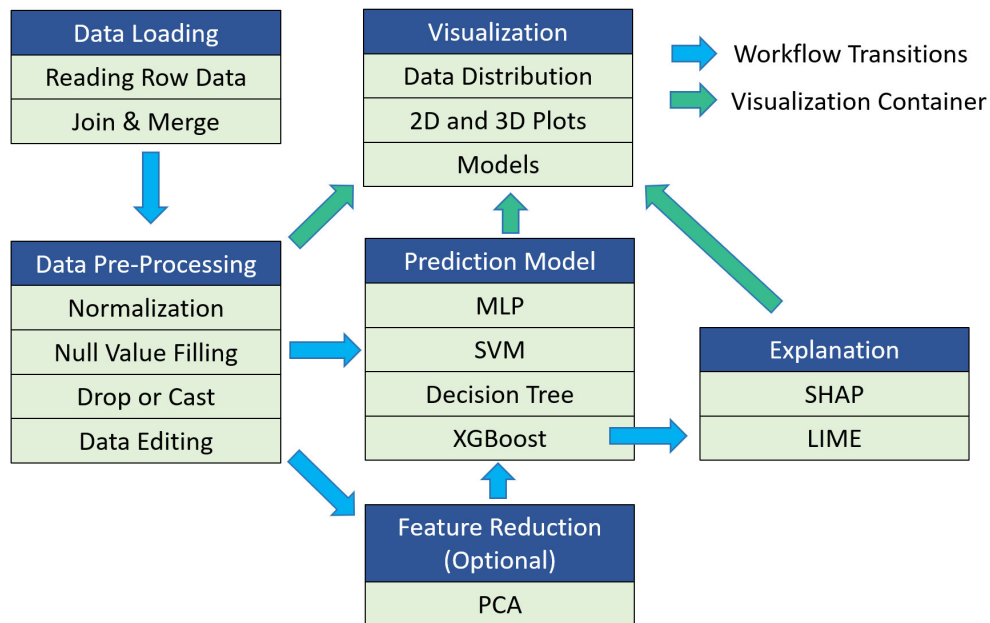 Data Loading
Reading Row Data
Join & Merge
Visualization
Data Distribution
2D and 3D Plots
Models
Workflow Transitions
Visualization Container
Data Pre-Processing
Normalization
Null Value Filling
Drop or Cast
Data Editing
Prediction Model
MLP
SVM
Decision Tree
XGBoost
Explanation
SHAP
LIME
Feature Reduction
(Optional)
PCA